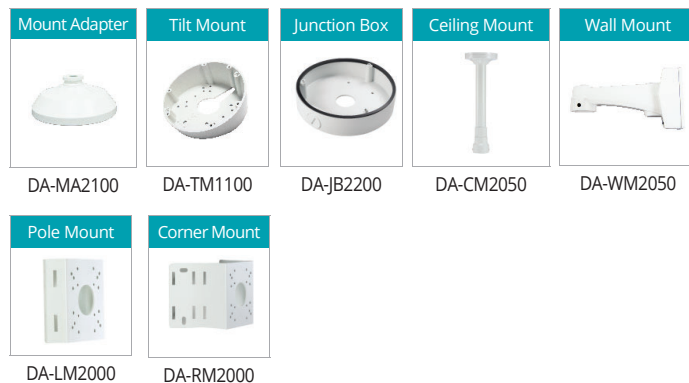 Mount Adapter
Tilt Mount
Junction Box
Ceiling Mount
Wall Mount
DA-MA2100
DA-TM1100
DA-JB2200
DA-CM2050
DA-WM2050
Pole Mount
Corner Mount
DA-LM2000
DA-RM2000